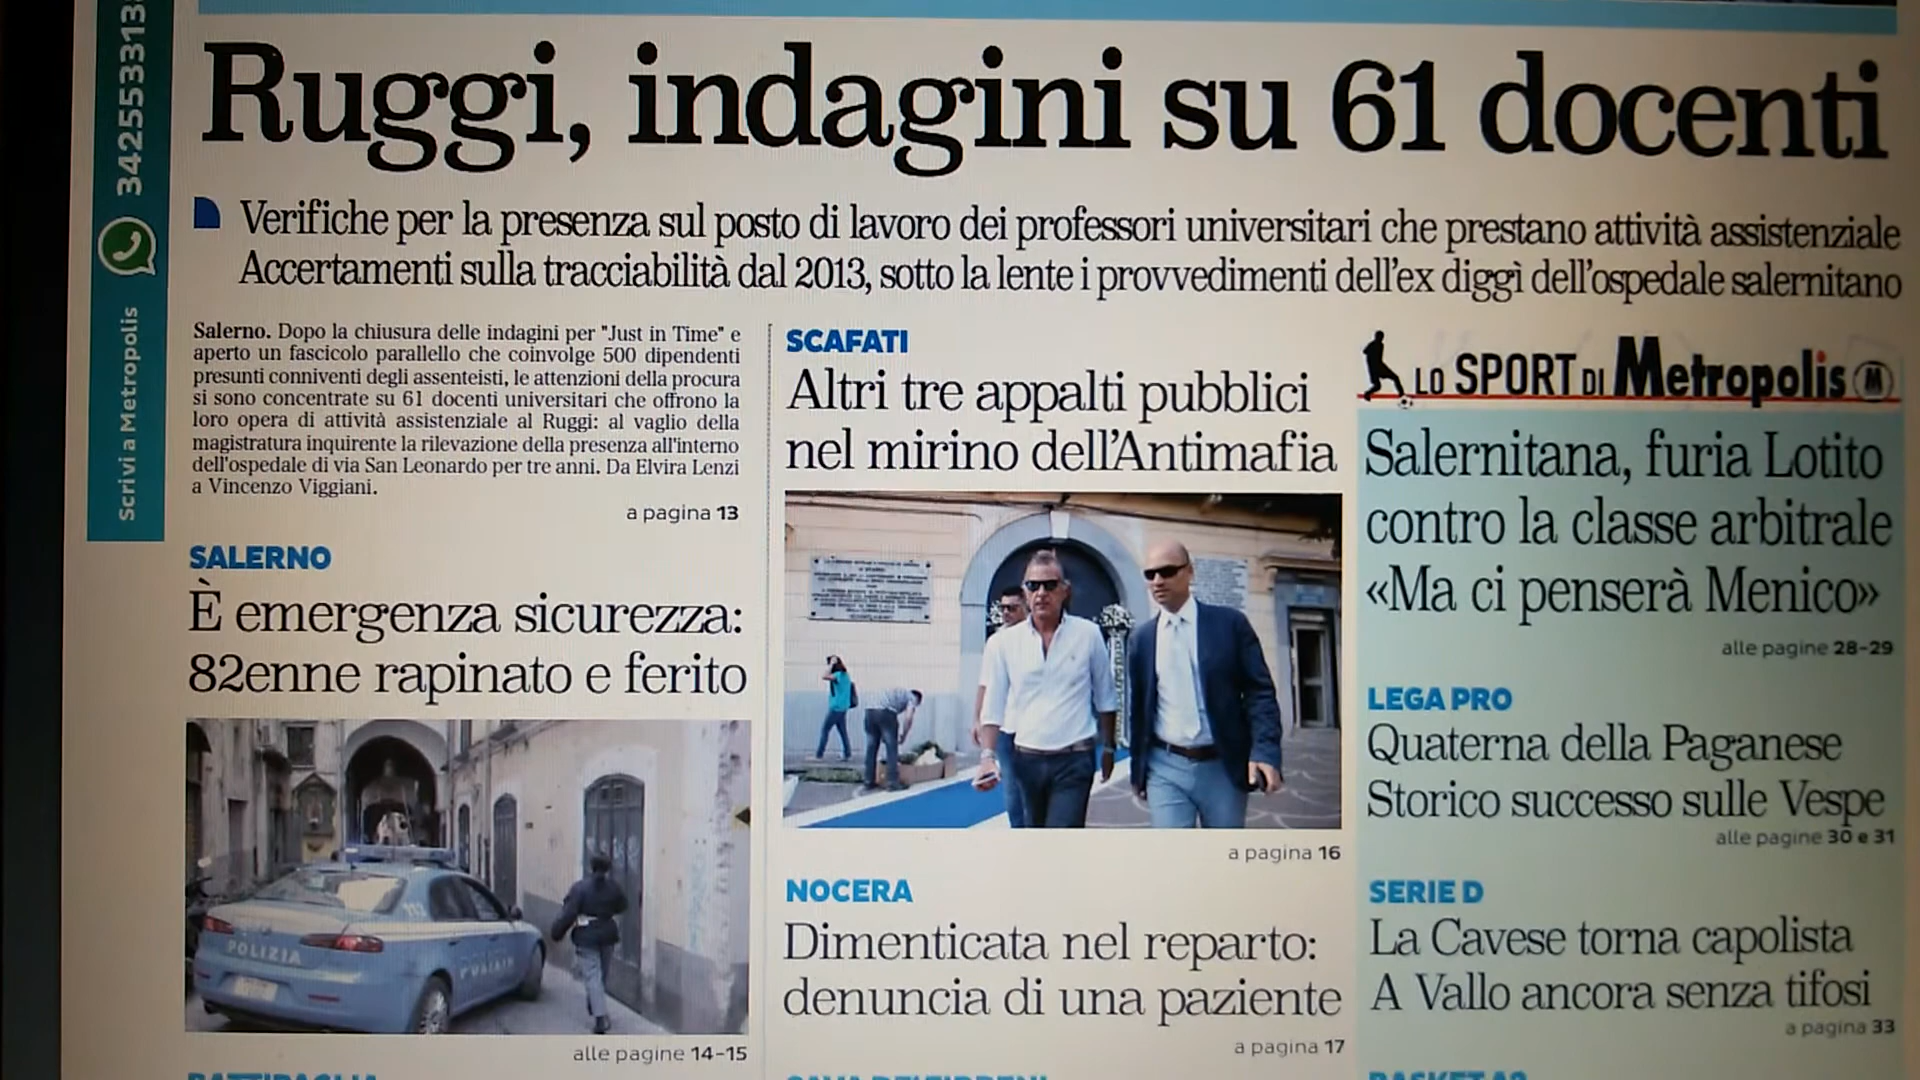 Ruggi, indagini su 61 docenti
Verifiche per la presenza sul posto di lavoro dei professori universitari che prestano attività assistenziale
Accertamenti sulla tracciabilità dal 2013, sotto la lente i provvedimenti dell'ex diggì dell'ospedale salernitano
Scrivi a Metropolis
Salerno. Dopo la chiusura delle indagini per "Just in Time" e
aperto un fascicolo parallello che coinvolge 500 dipendenti
presunti conniventi degli assenteisti, le attenzioni della procura
si sono concentrate su 61 docenti universitari che offrono la
loro opera di attività assistenziale al Ruggi: al vaglio della
magistratura inquirente la rilevazione della presenza all'interno
dell'ospedale di via San Leonardo per tre anni. Da Elvira Lenzi
a Vincenzo Viggiani.
a pagina 13
SALERNO
È emergenza sicurezza:
82enne rapinato e ferito
POLIZIA
alle pagine 14-15
SCAFATI
Altri tre appalti pubblici
nel mirino dell'Antimafia
a pagina 16
NOCERA
Dimenticata nel reparto:
denuncia di una paziente
a pagina 17
LO SPORT DI Metropolis M
Salernitana, furia Lotito
contro la classe arbitrale
«Ma ci penserà Menico»
alle pagine 28-29
LEGA PRO
Quaterna della Paganese
Storico successo sulle Vespe
alle pagine 30 e 31
SERIE D
La Cavese torna capolista
A Vallo ancora senza tifosi
a pagina 33